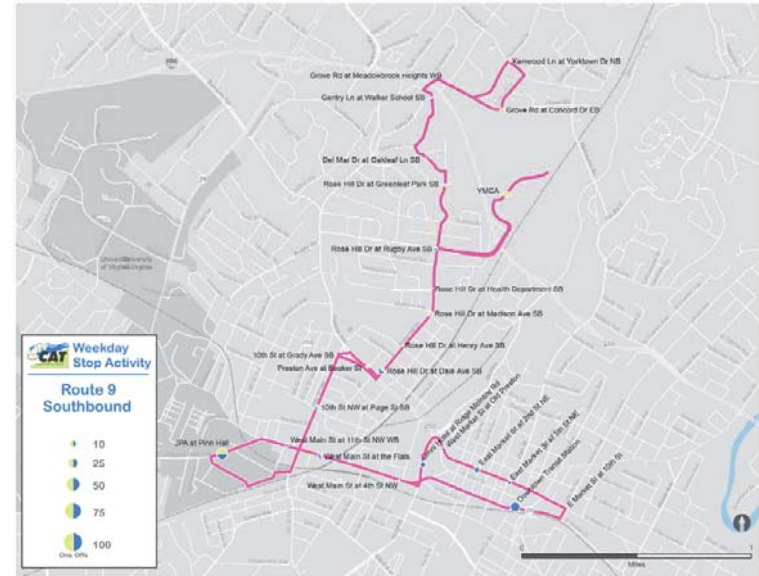 Kenwood Ln at Yorktown Dr NB
Grove Rd at Meadowbrook Heights WB
Gentry Ln at Walker School SB
Grove Rd at Concord Dr EB
Del Mar Dr at Oakleaf Ln SB
Rose Hill Dr at Greenleaf Park SB
YMCA
Rose Hill Dr at Rugby Ave SB
Rose Hill Dr at Health Department SB
Rose Hill Dr at Madison Ave SB
Rose Hill Dr at Henry Ave SB
10th St at Grady Ave SB
Preston Ave at Booker St
Rose Hill Dr at Dale Ave SB
10th St NW at Page St SB
JPA at Pinn Hall
West Main St at 11th St NW WB
West Main St at the Flats
West Main St at 4th St NW
Omni Hotel at Ridge McIntire Rd
West Market St at Old Preston
East Market St at 2nd St NE
East Market St at 5th St NE
Downtown Transit Station
E Market St at 10th St
CAT
Weekday
Stop Activity
Route 9
Southbound
10
25
50
75
100
Ons Offs
0
1
Miles